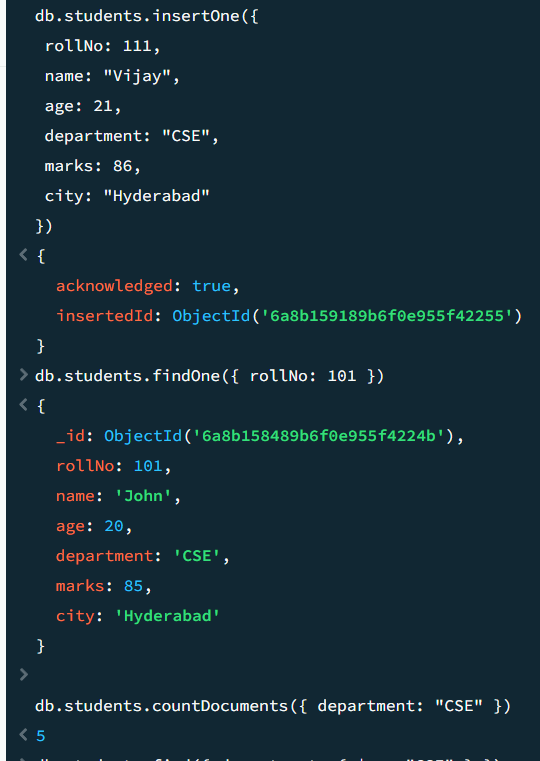 db.students.insertOne({
rollNo: 111,
name: "Vijay",
age: 21,
department: "CSE",
marks: 86,
city: "Hyderabad"
})
< {
acknowledged: true,
insertedId: ObjectId('6a8b159189b6f0e955f42255')
}
> db.students.findOne({ rollNo: 101 })
< {
_id: ObjectId('6a8b158489b6f0e955f4224b'),
rollNo: 101,
name: 'John',
age: 20,
department: 'CSE',
marks: 85,
city: 'Hyderabad'
}
>
db.students.countDocuments({ department: "CSE" })
< 5